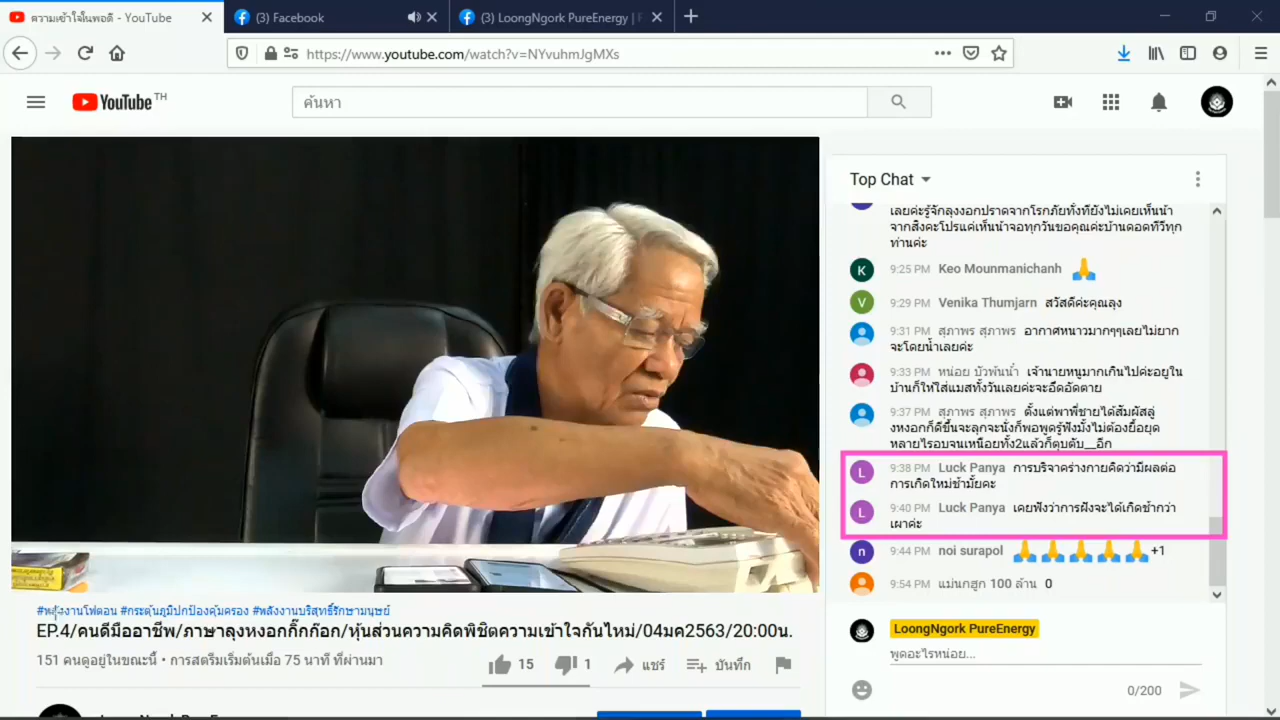 ความเข้าใจในพอดี - YouTube
(3) Facebook
(3) LoongNgork PureEnergy |
https://www.youtube.com/watch?v=NYvuhmJgMXs
YouTube TH
ค้นหา
Top Chat
เลยค่ะรู้จักลุงงอกปราดจากโรกภัยทั้งที่ยังไม่เคยเห็นน้า
จากสิงคะโปรแค่เห็นน้าจอทุกวันขอคุณค่ะบ้านดอดทีวีทุก
ท่านค่ะ
K 9:25 PM Keo Mounmanichanh 🙏
V 9:29 PM Venika Thumjarn สวัสดีค่ะคุณลุง
9:31 PM สุภาพร สุภาพร อากาศหนาวมากๆๆเลยไม่ยาก
จะโดยน้ำเลยค่ะ
9:33 PM หน่อย บัวพันน้ำ เจ้านายหนูมากเกินไปค่ะอยูใน
บ้านก็ให้ใส่แมสทั้งวันเลยค่ะจะอึดอัดตาย
9:37 PM สุภาพร สุภาพร ตั้งแต่พาพี่ชายได้สัมผัสลู่
งหงอกก็ดีขึ้นจะลุกจะนั่งก็พอพูดรู้ฟังมั่งไม่ต้องยื้อยุด
หลายไรอบจนเหนือยทั้ง2แล้วก็ตุบตับ__อีก
L 9:38 PM Luck Panya การบริจาคร่างกายคิดว่ามีผลต่อ
การเกิดใหม่ช้ามั้ยคะ
L 9:40 PM Luck Panya เคยฟังว่าการฝังจะได้เกิดช้ากว่า
เผาค่ะ
n 9:44 PM noi surapol 🙏🙏🙏🙏🙏+1
9:54 PM แม่นกฮูก 100 ล้าน 0
LoongNgork PureEnergy
พูดอะไรหน่อย...
0/200
#พลังงานโฟตอน #กระตุ้นภูมิปกป้องคุ้มครอง #พลังงานบริสุทธิ์รักษามนุษย์
EP.4/คนดีมืออาชีพ/ภาษาลุงหงอกกิ๊กก๊อก/หุ้นส่วนความคิดพิชิตความเข้าใจกันไหม่/04มค2563/20:00น.
151 คนดูอยู่ในขณะนี้ • การสตรีมเริ่มต้นเมื่อ 75 นาที ที่ผ่านมา
15 1 แชร์ บันทึก